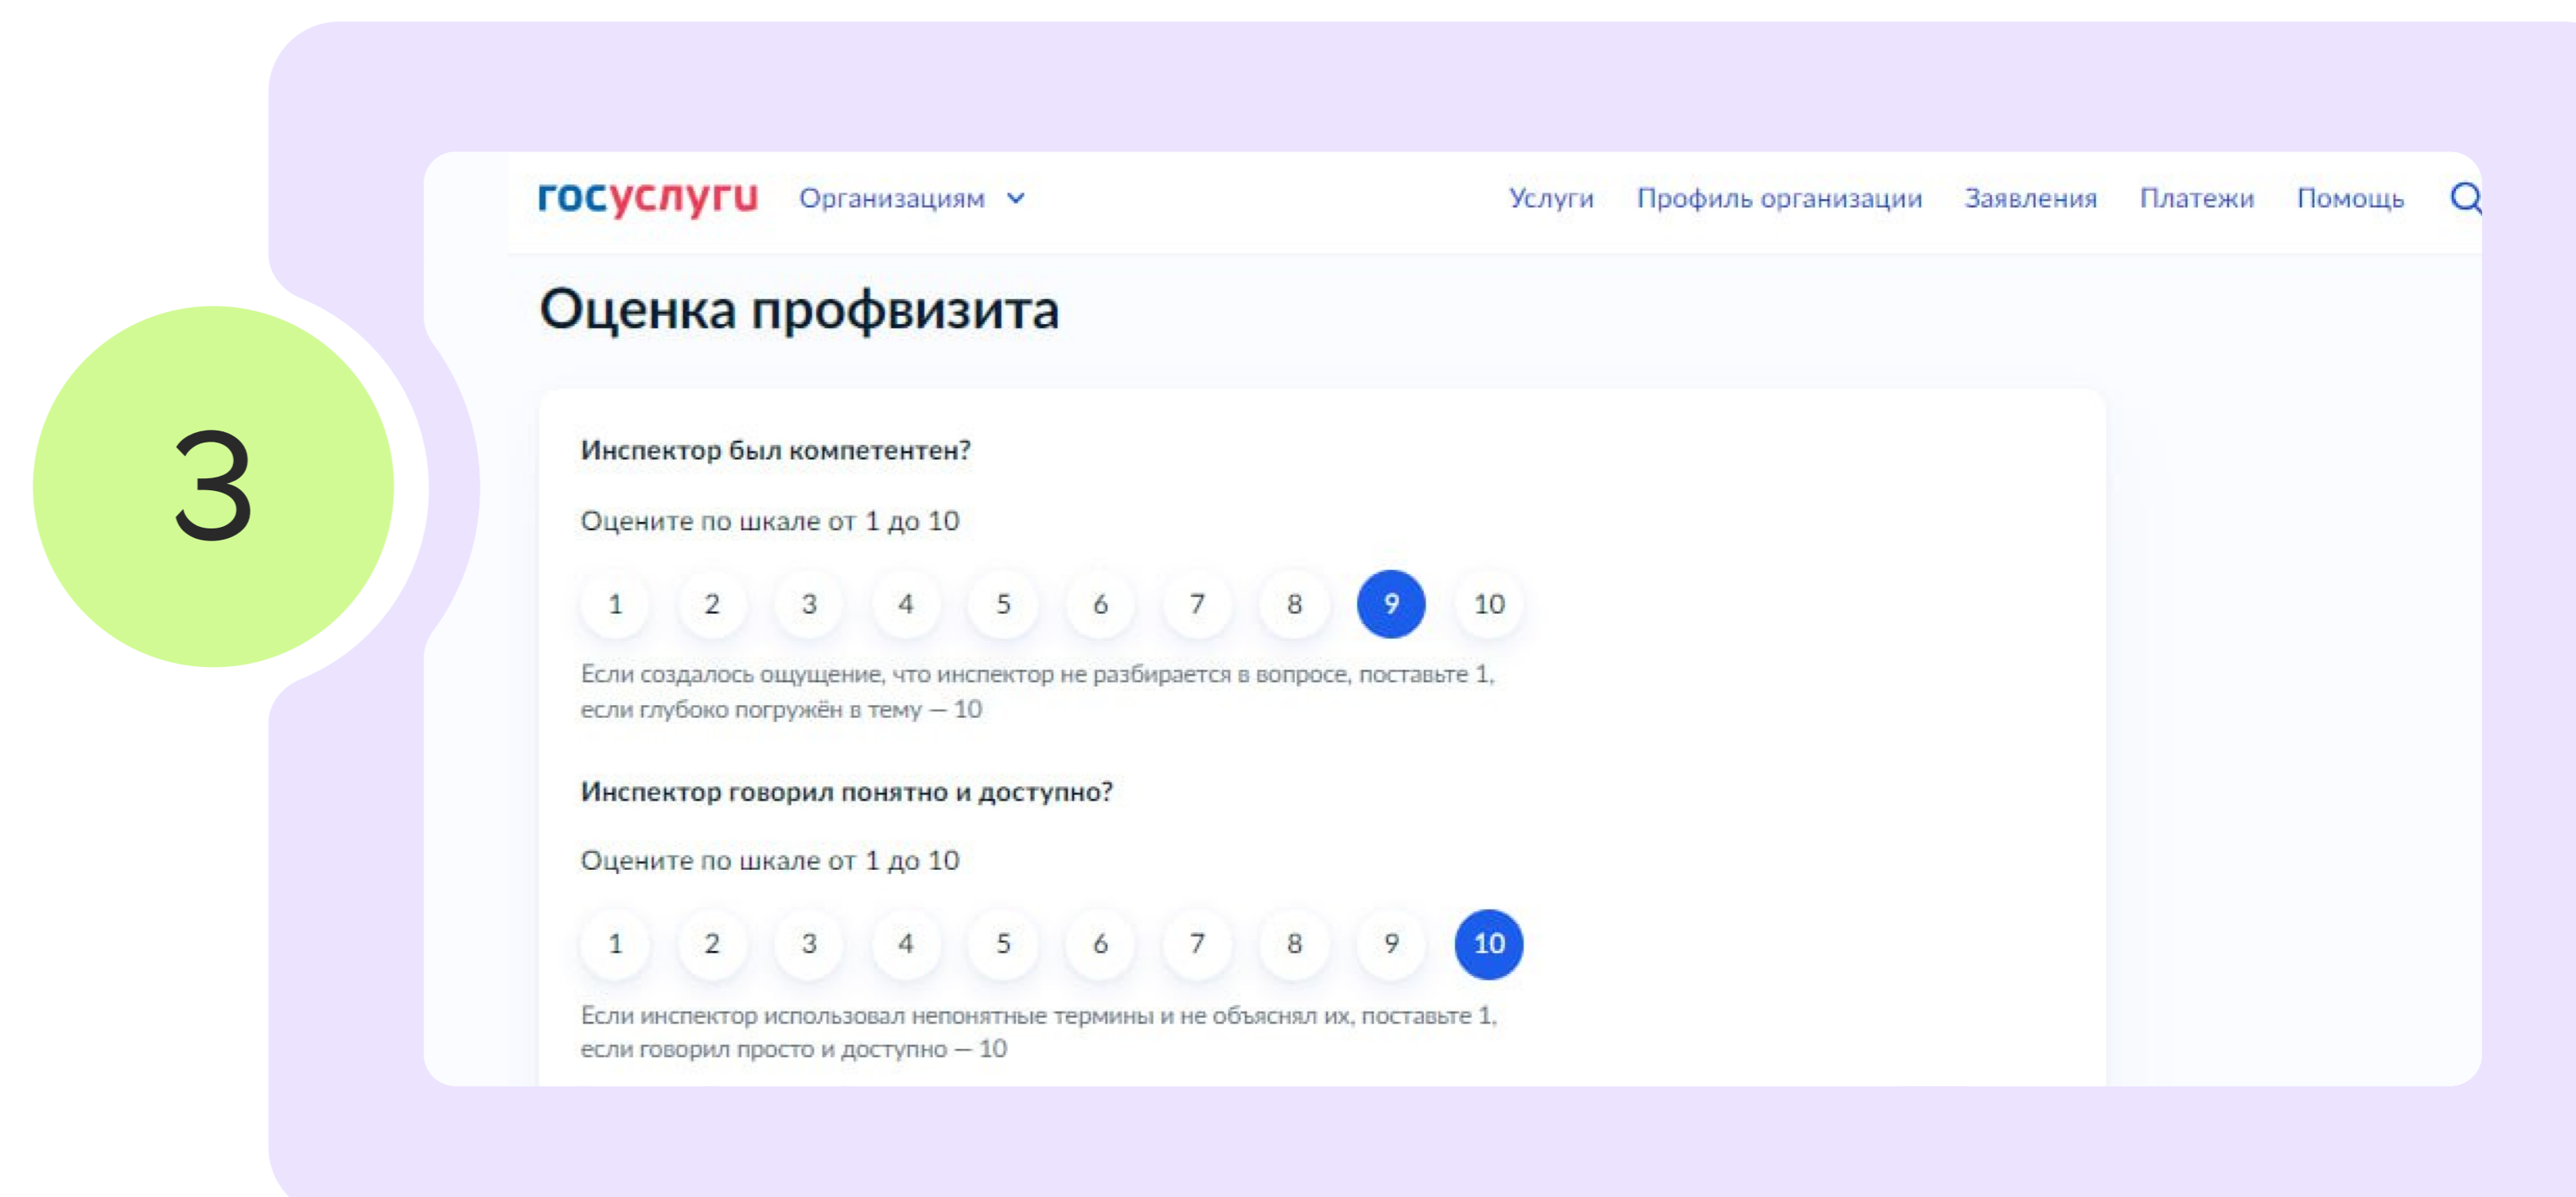 госуслуги Организациям Услуги Профиль организации Заявления Платежи Помощь
Оценка профвизита
3
Инспектор был компетентен?
Оцените по шкале от 1 до 10
1 2 3 4 5 6 7 8 9 10
Если создалось ощущение, что инспектор не разбирается в вопросе, поставьте 1,
если глубоко погружён в тему — 10
Инспектор говорил понятно и доступно?
Оцените по шкале от 1 до 10
1 2 3 4 5 6 7 8 9 10
Если инспектор использовал непонятные термины и не объяснял их, поставьте 1,
если говорил просто и доступно — 10